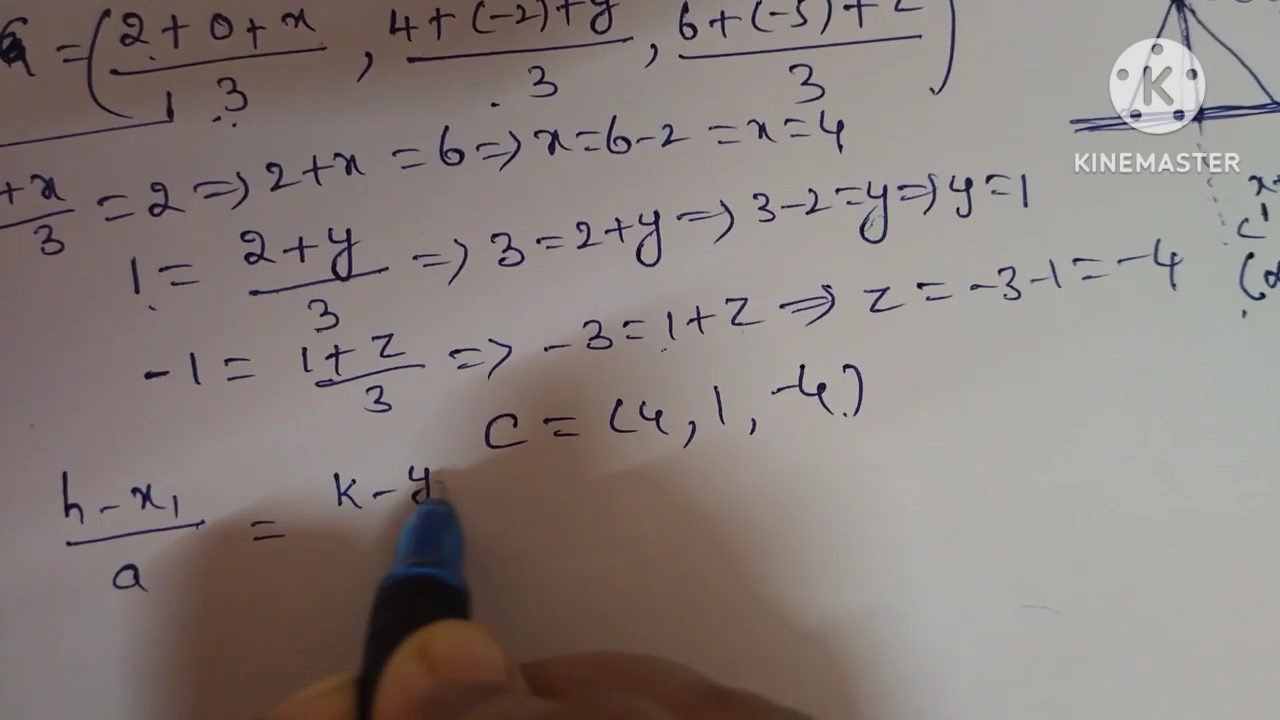 G = (2+0+x/3, 4+(-2)+y/3, 6+(-5)+z/3)
+x/3 = 2 => 2+x = 6 => x = 6-2 = x = 4
1 = 2+y/3 => 3 = 2+y => 3-2 = y => y = 1
-1 = 1+z/3 => -3 = 1+z => z = -3-1 = -4
C = (4, 1, -4)
h-x₁/a = k-y
K
KINEMASTER
C'